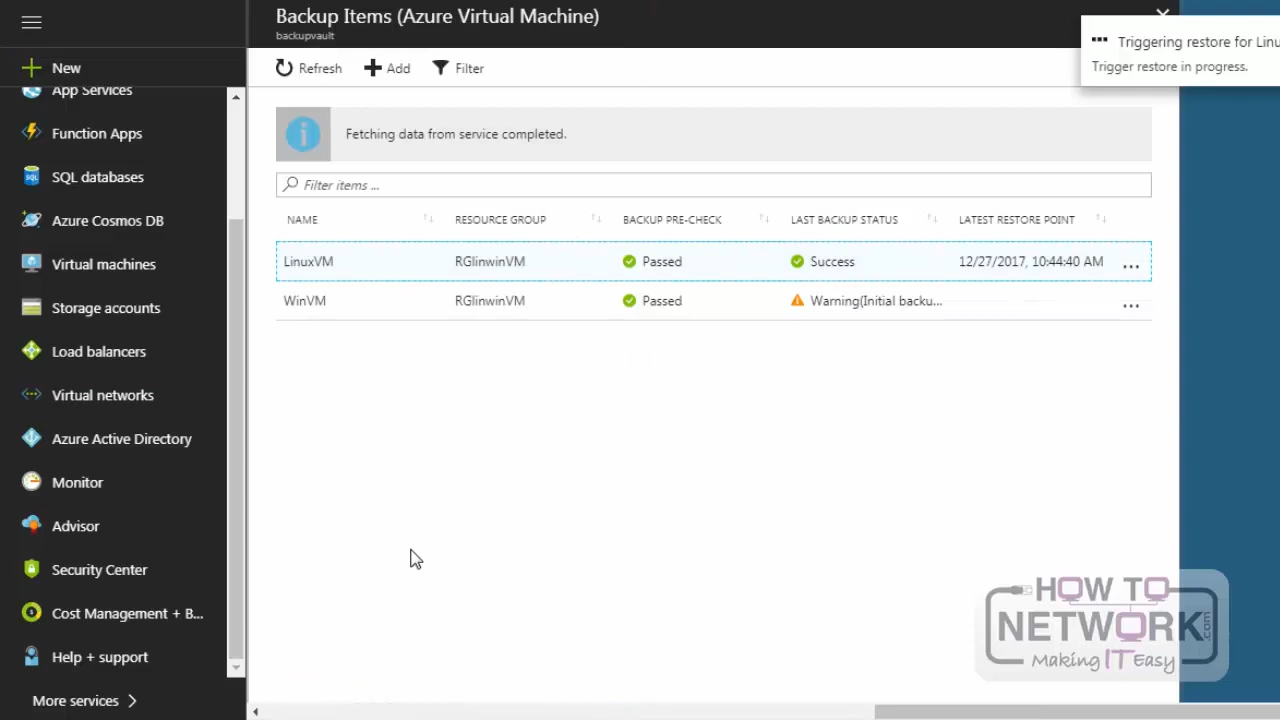 Backup Items (Azure Virtual Machine)
backupvault
Triggering restore for Linu
Trigger restore in progress.
New
App Services
Function Apps
SQL databases
Azure Cosmos DB
Virtual machines
Storage accounts
Load balancers
Virtual networks
Azure Active Directory
Monitor
Advisor
Security Center
Cost Management + B...
Help + support
More services
Refresh Add Filter
Fetching data from service completed.
Filter items ...
NAME RESOURCE GROUP BACKUP PRE-CHECK LAST BACKUP STATUS LATEST RESTORE POINT
LinuxVM RGlinwinVM Passed Success 12/27/2017, 10:44:40 AM ...
WinVM RGlinwinVM Passed Warning(Initial backu... ...
HOW TO
NETWORK.com
Making IT Easy